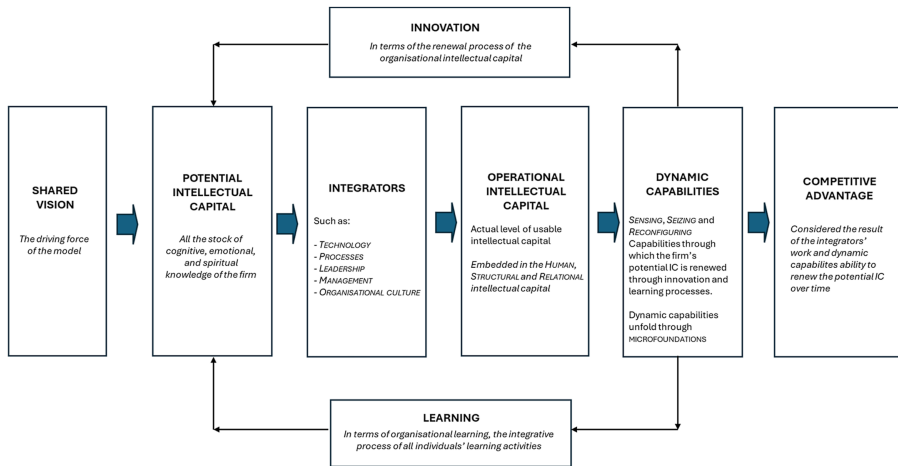 INNOVATION
In terms of the renewal process of the
organisational intellectual capital
SHARED
VISION
The driving force
of the model
POTENTIAL
INTELLECTUAL
CAPITAL
All the stock of
cognitive, emotional,
and spiritual
knowledge of the firm
INTEGRATORS
Such as:
- TECHNOLOGY
- PROCESSES
- LEADERSHIP
- MANAGEMENT
- ORGANISATIONAL CULTURE
OPERATIONAL
INTELLECTUAL
CAPITAL
Actual level of usable
intellectual capital
Embedded in the HUMAN,
STRUCTURAL and RELATIONAL
intellectual capital
DYNAMIC
CAPABILITIES
SENSING, SEIZING and
RECONFIGURING
Capabilities through
which the firm's
potential IC is renewed
through innovation and
learning processes.
Dynamic capabilities
unfold through
MICROFOUNDATIONS
COMPETITIVE
ADVANTAGE
Considered the result
of the integrators'
work and dynamic
capabilites ability to
renew the potential IC
over time
LEARNING
In terms of organisational learning, the integrative
process of all individuals' learning activities